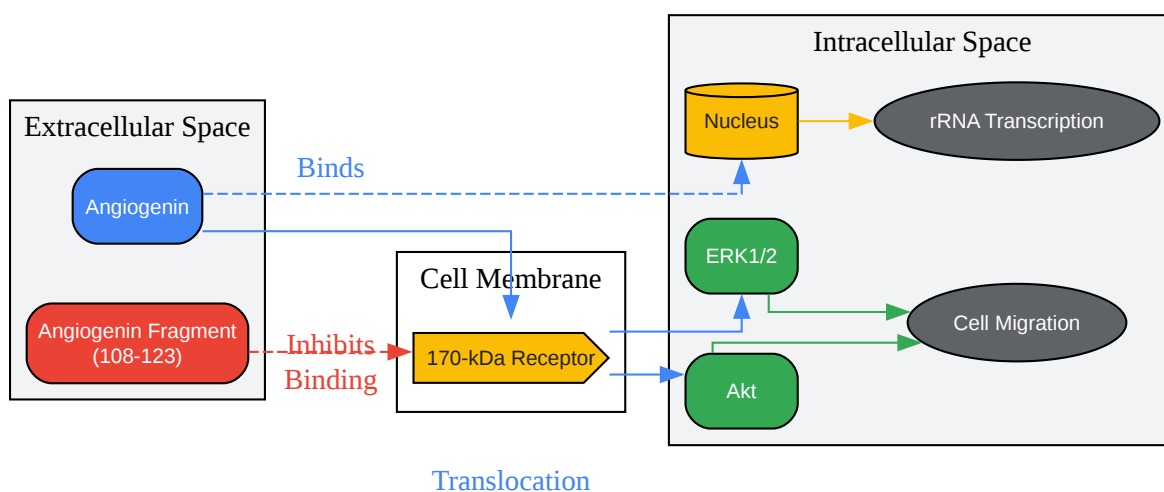 Extracellular Space
Angiogenin
Angiogenin Fragment
(108-123)
Binds
Inhibits
Binding
Cell Membrane
170-kDa Receptor
Translocation
Intracellular Space
Nucleus
rRNA Transcription
ERK1/2
Cell Migration
Akt